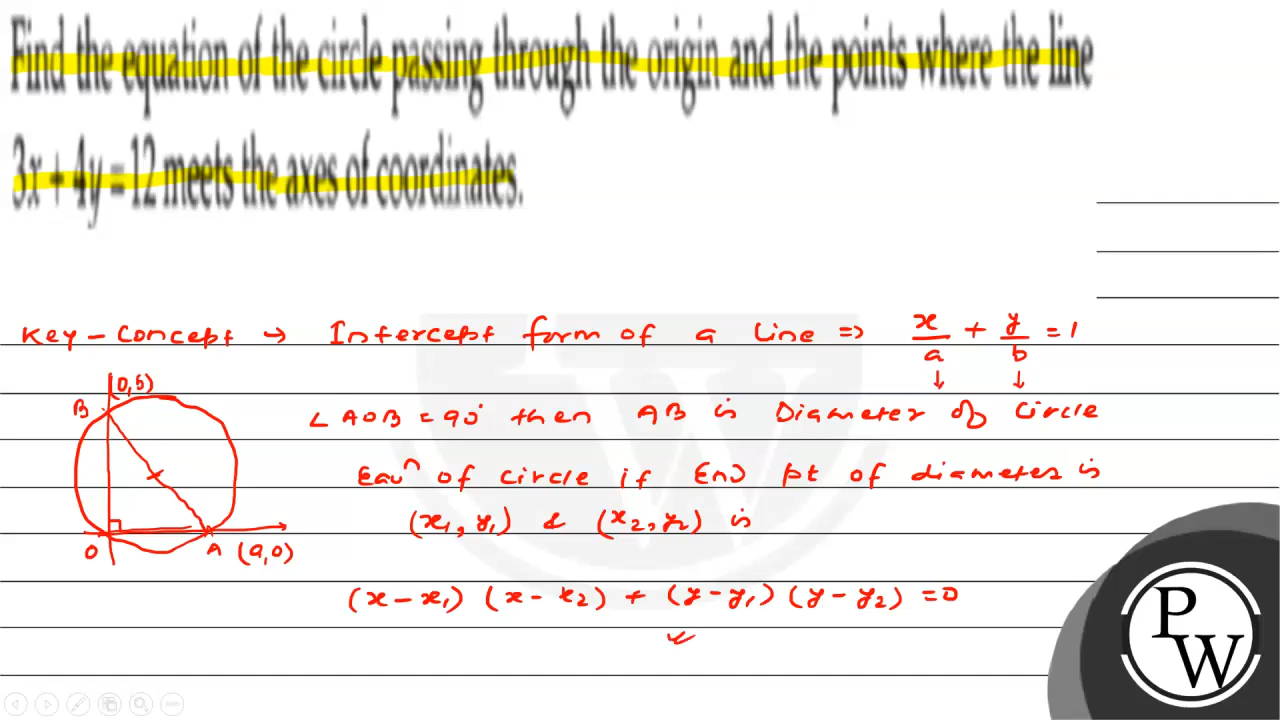 Find the equation of the circle passing through the origin and the points where the line
3x + 4y = 12 meets the axes of coordinates.
Key - Concept → Intercept form of a Line ⇒ x/a + y/b = 1
↓ ↓
(0,5)
B
∠AOB = 90° then AB is Diameter of Circle
Equⁿ of circle if End pt of diameter is
(x₁, y₁) & (x₂, y₂) is
O A (a,0)
(x - x₁) (x - x₂) + (y - y₁) (y - y₂) = 0
PW